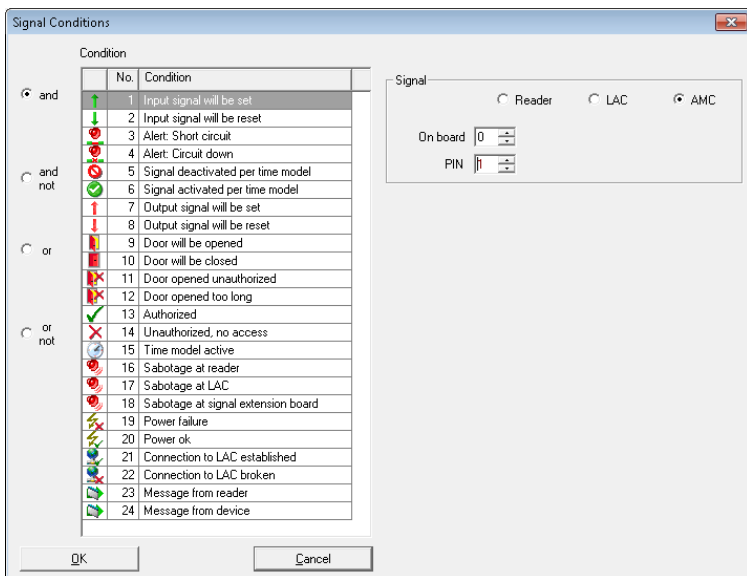 Signal Conditions
Condition
and
and not
or
or not
No. Condition
1 Input signal will be set
2 Input signal will be reset
3 Alert: Short circuit
4 Alert: Circuit down
5 Signal deactivated per time model
6 Signal activated per time model
7 Output signal will be set
8 Output signal will be reset
9 Door will be opened
10 Door will be closed
11 Door opened unauthorized
12 Door opened too long
13 Authorized
14 Unauthorized, no access
15 Time model active
16 Sabotage at reader
17 Sabotage at LAC
18 Sabotage at signal extension board
19 Power failure
20 Power ok
21 Connection to LAC established
22 Connection to LAC broken
23 Message from reader
24 Message from device
Signal
Reader LAC AMC
On board 0
PIN 1
OK Cancel